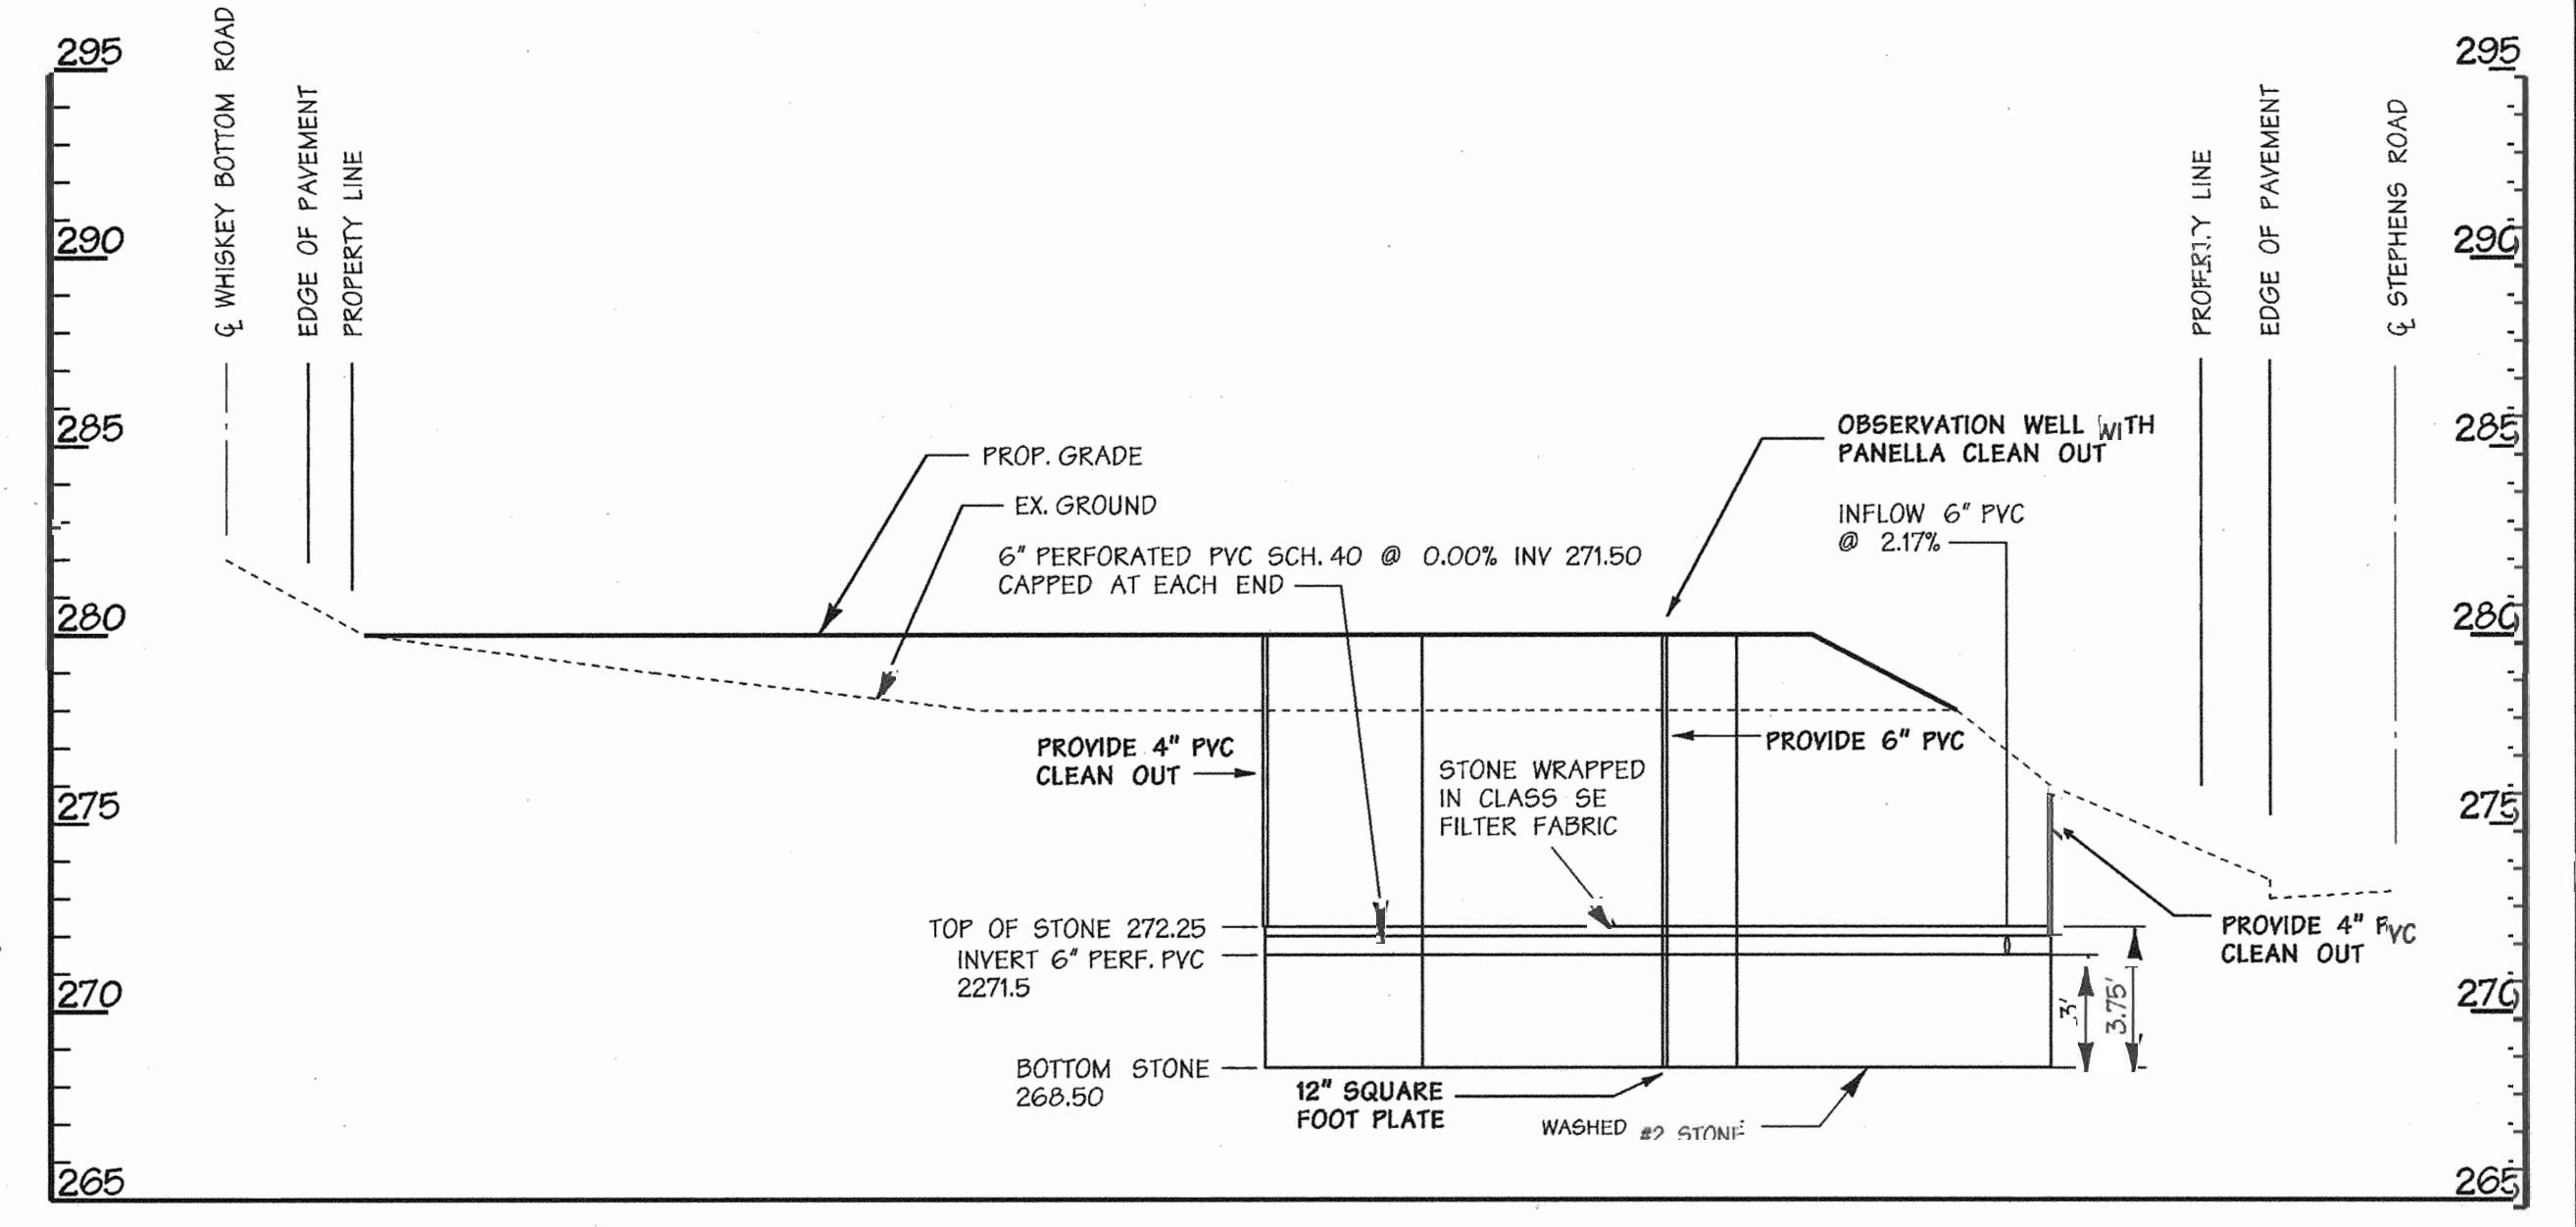 295
290
285
280
275
270
265
℄ WHISKEY BOTTOM ROAD
EDGE OF PAVEMENT
PROPERTY LINE
PROP. GRADE
EX. GROUND
6" PERFORATED PVC SCH. 40 @ 0.00% INV 271.50
CAPPED AT EACH END
OBSERVATION WELL WITH
PANELLA CLEAN OUT
INFLOW 6" PVC
@ 2.17%
PROVIDE 4" PVC
CLEAN OUT
PROVIDE 6" PVC
STONE WRAPPED
IN CLASS SE
FILTER FABRIC
TOP OF STONE 272.25
INVERT 6" PERF. PVC
2271.5
BOTTOM STONE
268.50
12" SQUARE
FOOT PLATE
WASHED #2 STONE
3'
3.75'
PROVIDE 4" PVC
CLEAN OUT
PROPERTY LINE
EDGE OF PAVEMENT
℄ STEPHENS ROAD
295
290
285
280
275
270
265